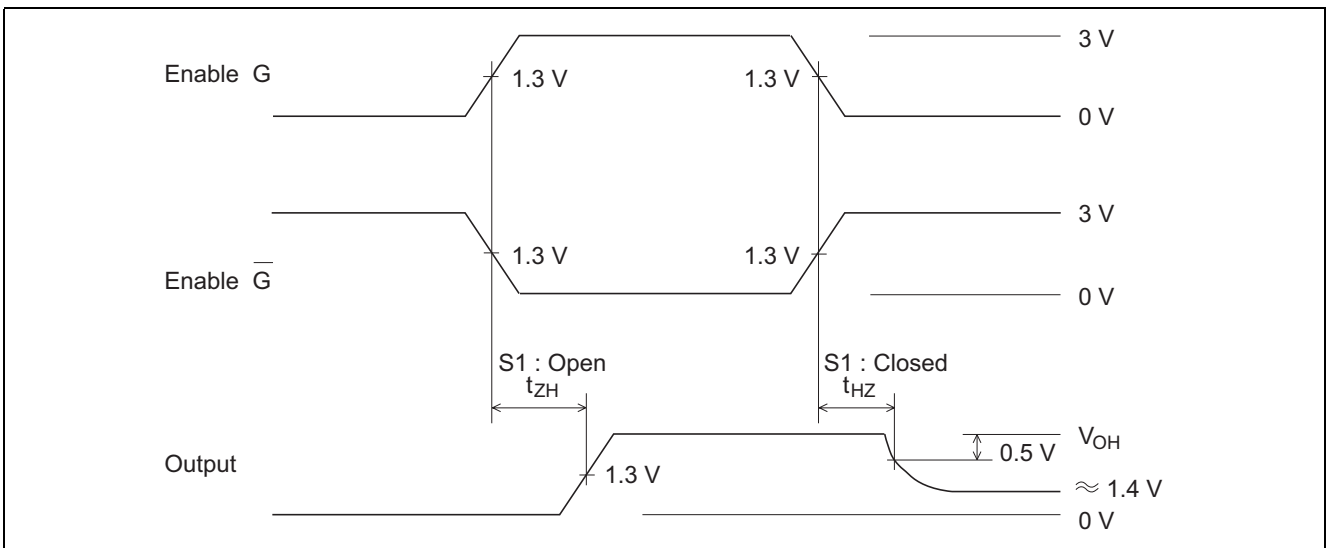 3 V
Enable G
1.3 V
1.3 V
0 V
3 V
1.3 V
1.3 V
Enable G̅
0 V
S1 : Open
S1 : Closed
tZH
tHZ
VOH
0.5 V
Output
1.3 V
≈ 1.4 V
0 V